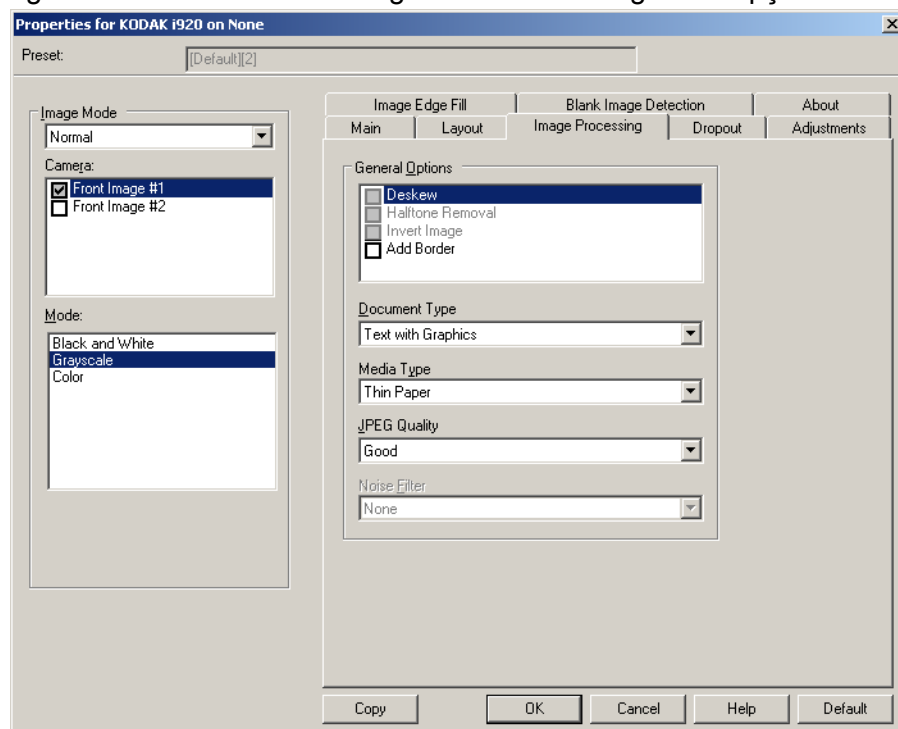 Properties for KODAK i920 on None
Preset:
[Default][2]
Image Mode
Normal
Camera:
Front Image #1
Front Image #2
Mode:
Black and White
Grayscale
Color
Image Edge Fill
Blank Image Detection
About
Main
Layout
Image Processing
Dropout
Adjustments
General Options
Deskew
Halftone Removal
Invert Image
Add Border
Document Type
Text with Graphics
Media Type
Thin Paper
JPEG Quality
Good
Noise Filter
None
Copy
OK
Cancel
Help
Default